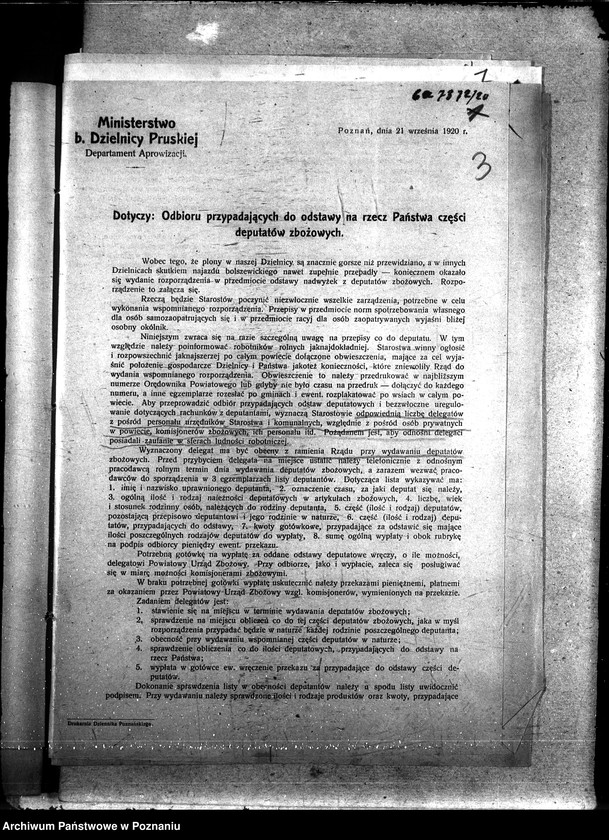 1
6a 7872/20
Ministerstwo
b. Dzielnicy Pruskiej
Departament Aprowizacji.
Poznań, dnia 21 września 1920 r.
3
Dotyczy: Odbioru przypadających do odstawy na rzecz Państwa części
deputatów zbożowych.
Wobec tego, że plony w naszej Dzielnicy są znacznie gorsze niż przewidziano, a w innych
Dzielnicach skutkiem najazdu bolszewickiego nawet zupełnie przepadły — koniecznem okazało
się wydanie rozporządzenia w przedmiocie odstawy nadwyżek z deputatów zbożowych. Rozpo-
rządzenie to załącza się.
Rzeczą będzie Starostów poczynić niezwłocznie wszelkie zarządzenia, potrzebne w celu
wykonania wspomnianego rozporządzenia. Przepisy w przedmiocie norm spotrzebowania własnego
dla osób samozaopatrujących się i w przedmiocie racyj dla osób zaopatrywanych wyjaśni bliżej
osobny okólnik.
Niniejszym zwraca się na razie szczególną uwagę na przepisy co do deputatu. W tym
względzie należy poinformować robotników rolnych jaknajdokładniej. Starostwa winny ogłosić
i rozpowszechnić jaknajszerzej po całym powiecie dołączone obwieszczenia, mające za cel wyja-
śnić położenie gospodarcze Dzielnicy i Państwa jakoteż konieczności, które zniewoliły Rząd do
wydania wspomnianego rozporządzenia. Obwieszczenie to należy przedrukować w najbliższym
numerze Orędownika Powiatowego lub gdyby nie było czasu na przedruk — dołączyć do każdego
numeru, a inne egzemplarze rozesłać po gminach i ewent. rozplakatować po wsiach w całym po-
wiecie. Aby przeprowadzić odbiór przypadających odstaw deputatowych i bezzwłoczne uregulo-
wanie dotyczących rachunków z deputantami, wyznaczą Starostowie odpowiednią liczbę delegatów
z pośród personalu urzędników Starostwa i komunalnych, względnie z pośród osób prywatnych
w powiecie, komisjonerów zbożowych, ich personalu itd. Pożądanem jest, aby odnośni delegaci
posiadali zaufanie w sferach ludności robotniczej.
Wyznaczony delegat ma być obecny z ramienia Rządu przy wydawaniu deputatów
zbożowych. Przed przybyciem delegata na miejsce ustalić należy telefonicznie z odnośnym
pracodawcą rolnym termin dnia wydawania deputatów zbożowych, a zarazem wezwać praco-
dawców do sporządzenia w 3 egzemplarzach listy deputantów. Dotycząca lista wykazywać ma:
1. imię i nazwisko uprawnionego deputanta, 2. oznaczenie czasu, za jaki deputat się należy,
3. ogólną ilość i rodzaj należności deputatowych w artykułach zbożowych, 4. liczbę, wiek
i stosunek rodzinny osób, należących do rodziny deputanta, 5. część (ilość i rodzaj) deputatów,
pozostającą przepisowo deputantowi i jego rodzinie w naturze, 6. część (ilość i rodzaj) depu-
tatów, przypadających do odstawy, 7. kwoty gotówkowe, przypadające za odstawić się mające
ilości poszczególnych rodzajów deputatów do wypłaty, 8. sumę ogólną wypłaty i obok rubrykę
na podpis odbiorcy pieniędzy ewent. przekazu.
Potrzebną gotówkę na wypłatę za oddane odstawy deputatowe wręczy, o ile możności,
delegatowi Powiatowy Urząd Zbożowy. Przy odbiorze, jako i wypłacie, zaleca się posługiwać
się w miarę możności komisjonerami zbożowymi.
W braku potrzebnej gotówki wypłatę uskutecznić należy przekazami pieniężnemi, płatnemi
za okazaniem przez Powiatowy Urząd Zbożowy wzgl. komisjonerów, wymienionych na przekazie.
Zadaniem delegatów jest:
1. stawienie się na miejscu w terminie wydawania deputatów zbożowych;
2. sprawdzenie na miejscu obliczeń co do tej części deputatów zbożowych, jaka w myśl
rozporządzenia przypadać będzie w naturze każdej rodzinie poszczególnego deputanta;
3. obecność przy wydawaniu wspomnianej części deputatów w naturze;
4. sprawdzenie obliczenia co do ilości deputatowych, przypadających do odstawy na
rzecz Państwa;
5. wypłata w gotówce ew. wręczenie przekazu za przypadające do odstawy części de-
putatów.
Dokonanie sprawdzenia listy w obecności deputantów należy u spodu listy uwidocznić
podpisem. Przy wydawaniu należy sprawdzone ilości i rodzaje produktów oraz kwoty, przypadające
Drukarnia Dziennika Poznańskiego.
Archiwum Państwowe w Poznaniu